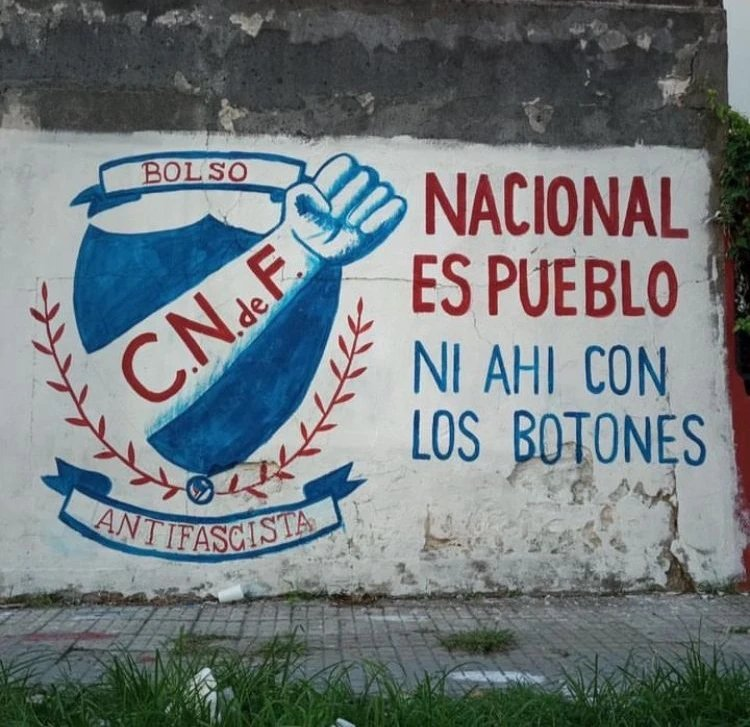 BOLSO
C.N. de F.
ANTIFASCISTA
NACIONAL
ES PUEBLO
NI AHI CON
LOS BOTONES